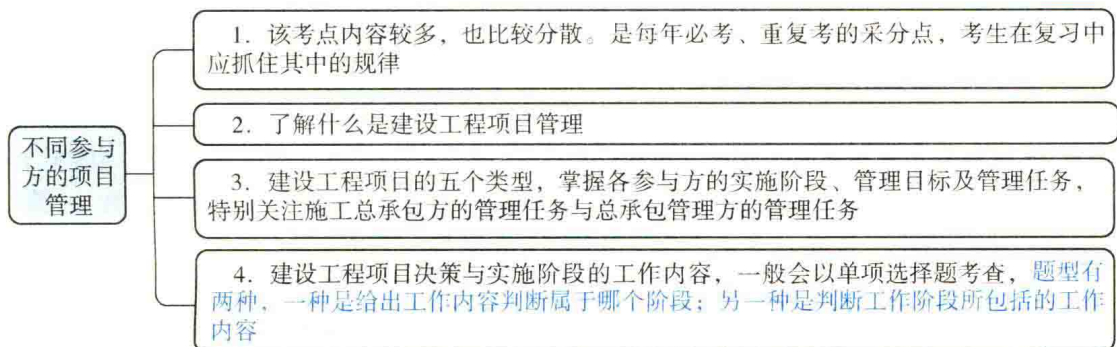 不同参与
方的项目
管理
1. 该考点内容较多，也比较分散。是每年必考、重复考的采分点，考生在复习中
应抓住其中的规律
2. 了解什么是建设工程项目管理
3. 建设工程项目的五个类型，掌握各参与方的实施阶段、管理目标及管理任务，
特别关注施工总承包方的管理任务与总承包管理方的管理任务
4. 建设工程项目决策与实施阶段的工作内容，一般会以单项选择题考查，题型有
两种，一种是给出工作内容判断属于哪个阶段；另一种是判断工作阶段所包括的工作
内容